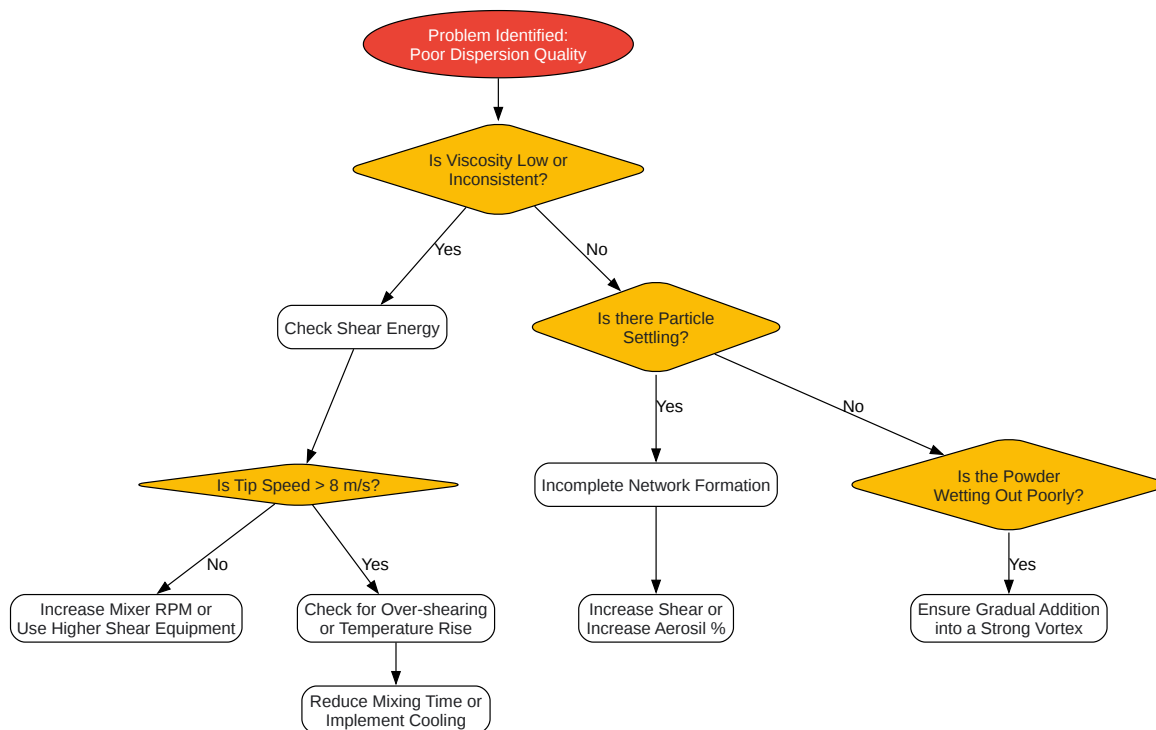 Problem Identified:
Poor Dispersion Quality
Is Viscosity Low or
Inconsistent?
Yes
No
Check Shear Energy
Is there Particle
Settling?
Yes
No
Is Tip Speed > 8 m/s?
Incomplete Network Formation
Is the Powder
Wetting Out Poorly?
No
Yes
Yes
Increase Mixer RPM or
Use Higher Shear Equipment
Check for Over-shearing
or Temperature Rise
Increase Shear or
Increase Aerosil %
Ensure Gradual Addition
into a Strong Vortex
Reduce Mixing Time or
Implement Cooling